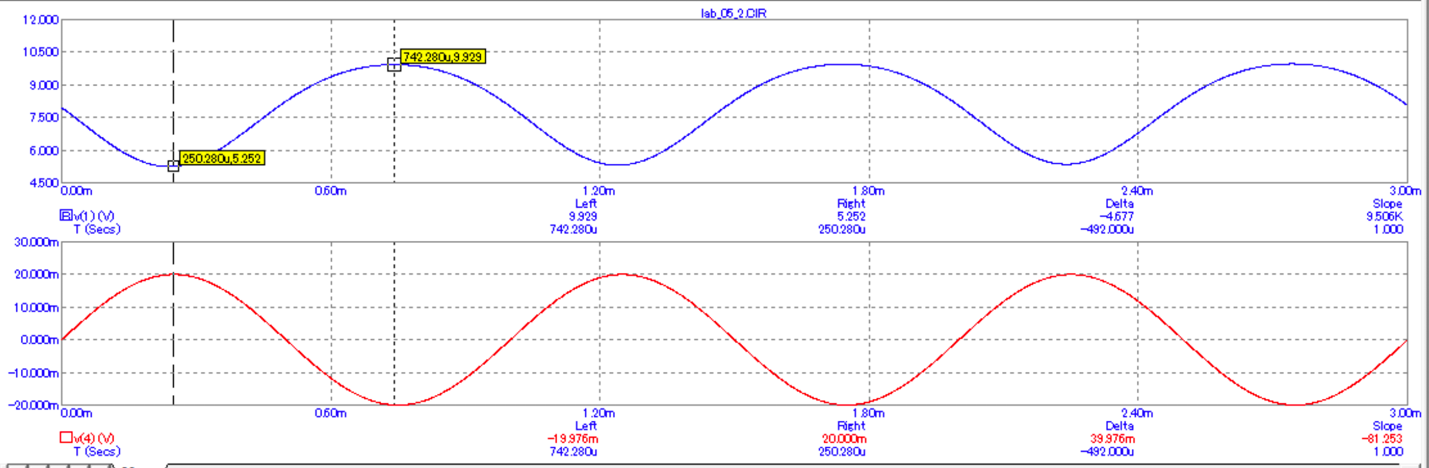 lab_05_2.CIR
12.000
10.500
9.000
7.500
6.000
4.500
742.280u,9.929
250.280u,5.252
0.00m 0.60m 1.20m 1.80m 2.40m 3.00m
Left Right Delta Slope
v(1) (V) 9.929 5.252 -4.677 9.506K
T (Secs) 742.280u 250.280u -492.000u 1.000
30.000m
20.000m
10.000m
0.000m
-10.000m
-20.000m
0.00m 0.60m 1.20m 1.80m 2.40m 3.00m
Left Right Delta Slope
v(4) (V) -19.976m 20.000m 39.976m -81.253
T (Secs) 742.280u 250.280u -492.000u 1.000